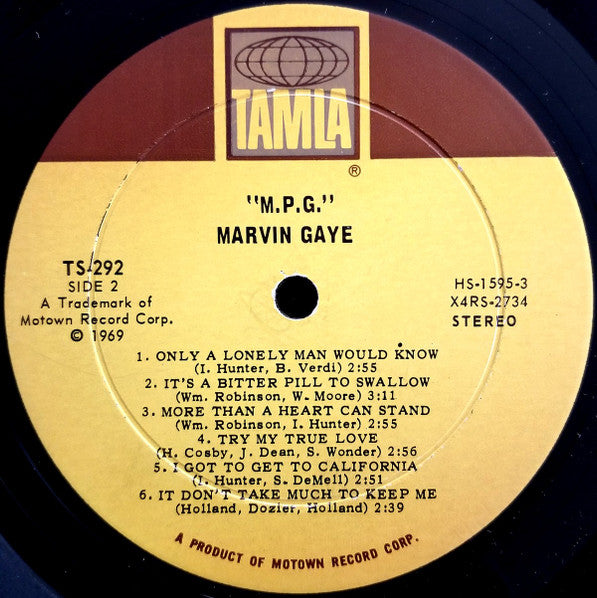 TAMLA
®
"M.P.G."
MARVIN GAYE
TS-292
SIDE 2
A Trademark of
Motown Record Corp.
© 1969
HS-1595-3
X4RS-2734
STEREO
1. ONLY A LONELY MAN WOULD KNOW
(I. Hunter, B. Verdi) 2:55
2. IT'S A BITTER PILL TO SWALLOW
(Wm. Robinson, W. Moore) 3:11
3. MORE THAN A HEART CAN STAND
(Wm. Robinson, I. Hunter) 2:55
4. TRY MY TRUE LOVE
(H. Cosby, J. Dean, S. Wonder) 2:56
5. I GOT TO GET TO CALIFORNIA
(I. Hunter, S. DeMell) 2:51
6. IT DON'T TAKE MUCH TO KEEP ME
(Holland, Dozier, Holland) 2:39
A PRODUCT OF MOTOWN RECORD CORP.